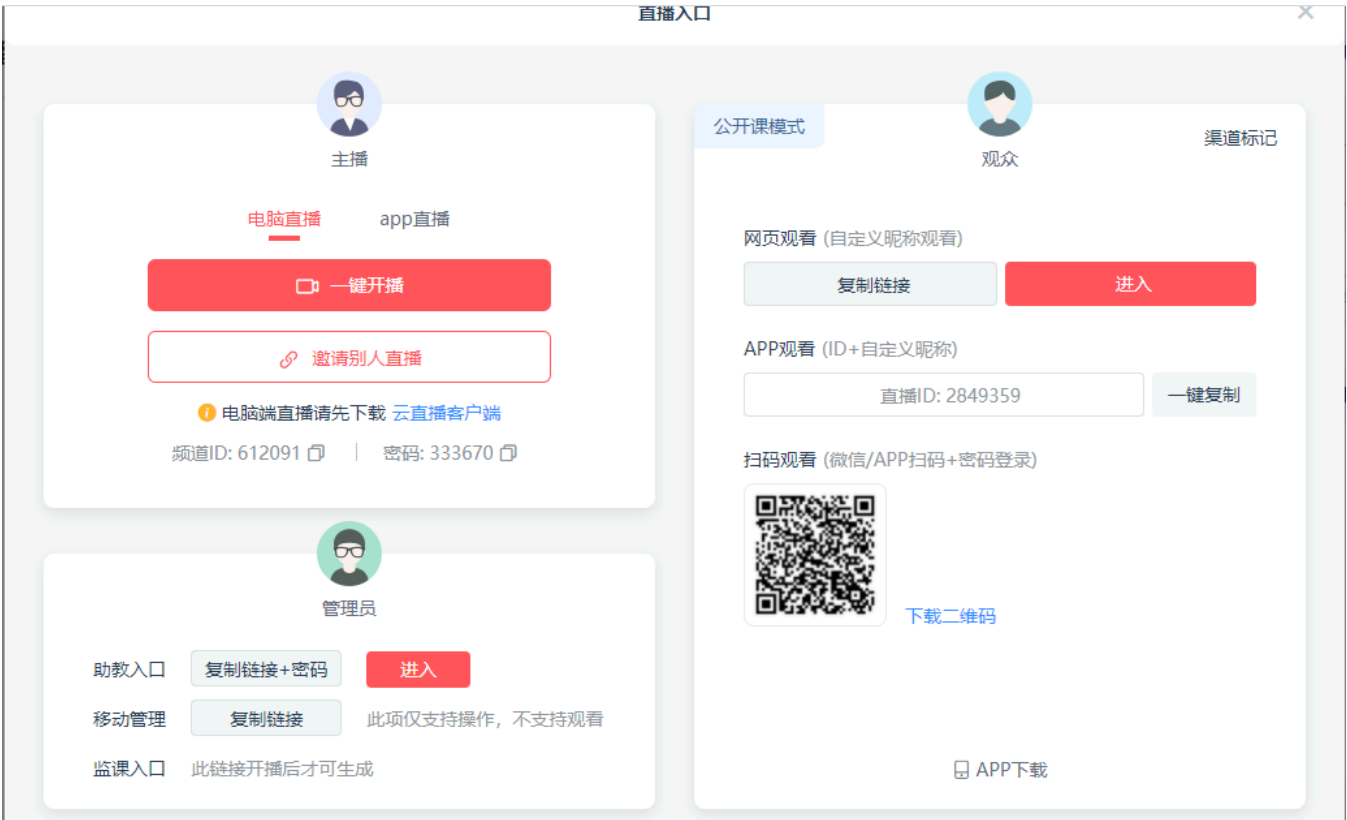 直播入口
主播
电脑直播
app直播
一键开播
邀请别人直播
电脑端直播请先下载 云直播客户端
频道ID: 612091
密码: 333670
管理员
助教入口 复制链接+密码 进入
移动管理 复制链接 此项仅支持操作，不支持观看
监课入口 此链接开播后才可生成
公开课模式
观众
渠道标记
网页观看 (自定义昵称观看)
复制链接 进入
APP观看 (ID+自定义昵称)
直播ID: 2849359 一键复制
扫码观看 (微信/APP扫码+密码登录)
下载二维码
APP下载